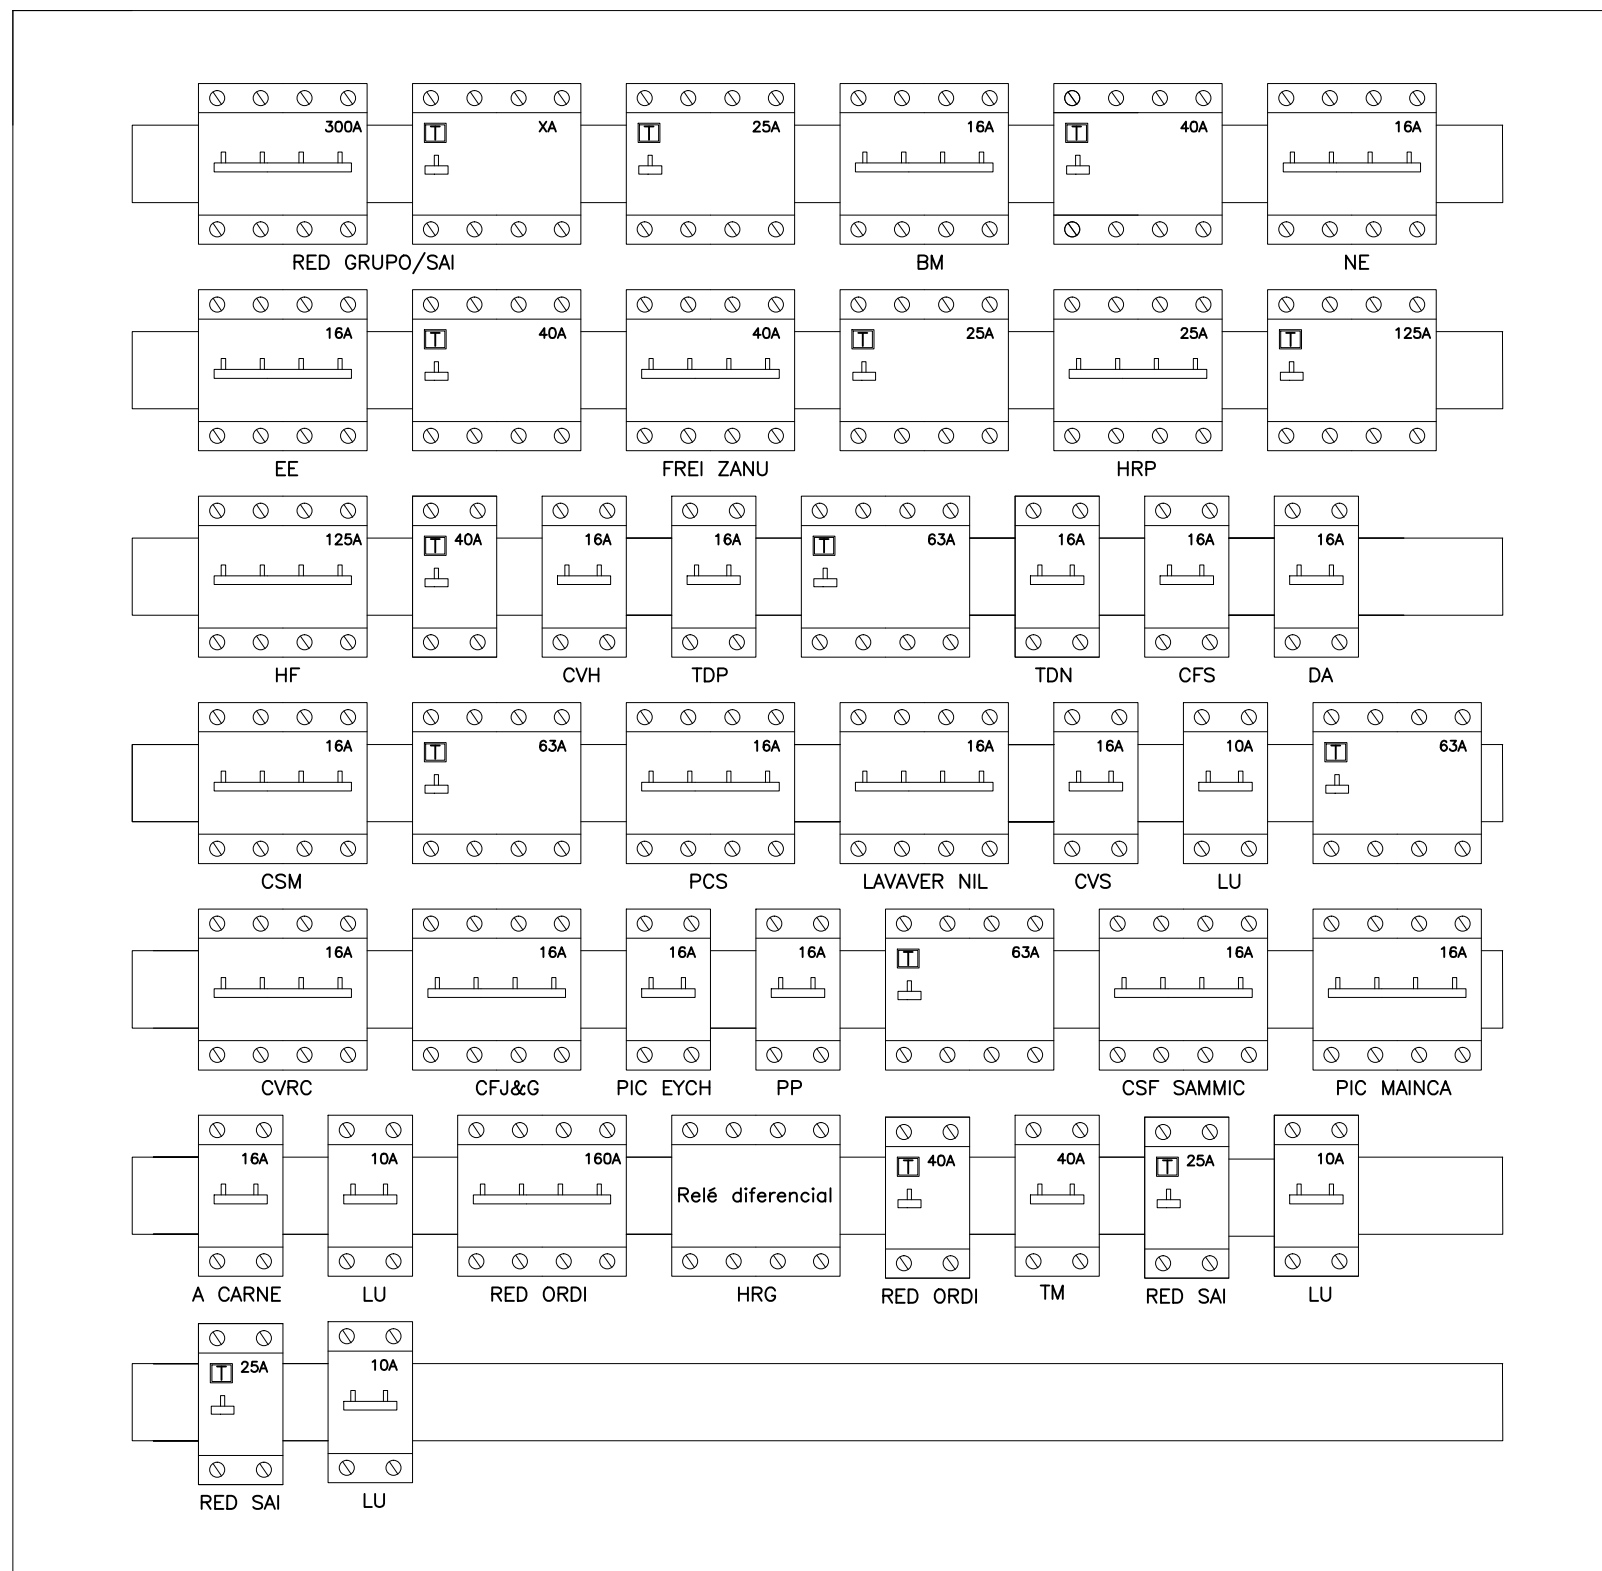 300A XA 25A 16A 40A 16A
T T T
RED GRUPO/SAI BM NE
16A 40A 40A 25A 25A 125A
T T T
EE FREI ZANU HRP
125A 40A 16A 16A 63A 16A 16A 16A
T T
HF CVH TDP TDN CFS DA
16A 63A 16A 16A 16A 10A 63A
T T
CSM PCS LAVAVER NIL CVS LU
16A 16A 16A 16A 63A 16A 16A
T
CVRC CFJ&G PIC EYCH PP CSF SAMMIC PIC MAINCA
16A 10A 160A 40A 40A 25A 10A
T T
Relé diferencial
A CARNE LU RED ORDI HRG RED ORDI TM RED SAI LU
25A 10A
T
RED SAI LU